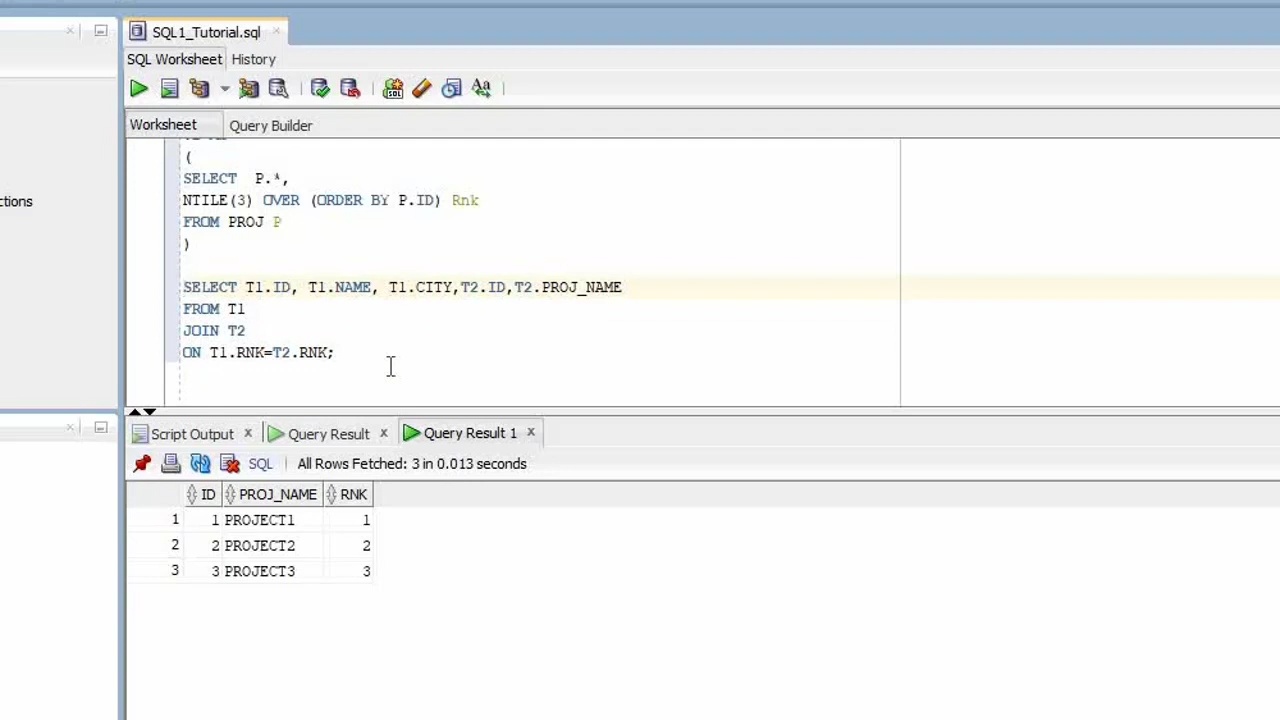 SQL1_Tutorial.sql
SQL Worksheet History
Worksheet Query Builder
(
SELECT P.*,
NTILE(3) OVER (ORDER BY P.ID) Rnk
FROM PROJ P
)
SELECT T1.ID, T1.NAME, T1.CITY,T2.ID,T2.PROJ_NAME
FROM T1
JOIN T2
ON T1.RNK=T2.RNK;
ctions
Script Output Query Result Query Result 1
SQL All Rows Fetched: 3 in 0.013 seconds
ID PROJ_NAME RNK
1 1 PROJECT1 1
2 2 PROJECT2 2
3 3 PROJECT3 3